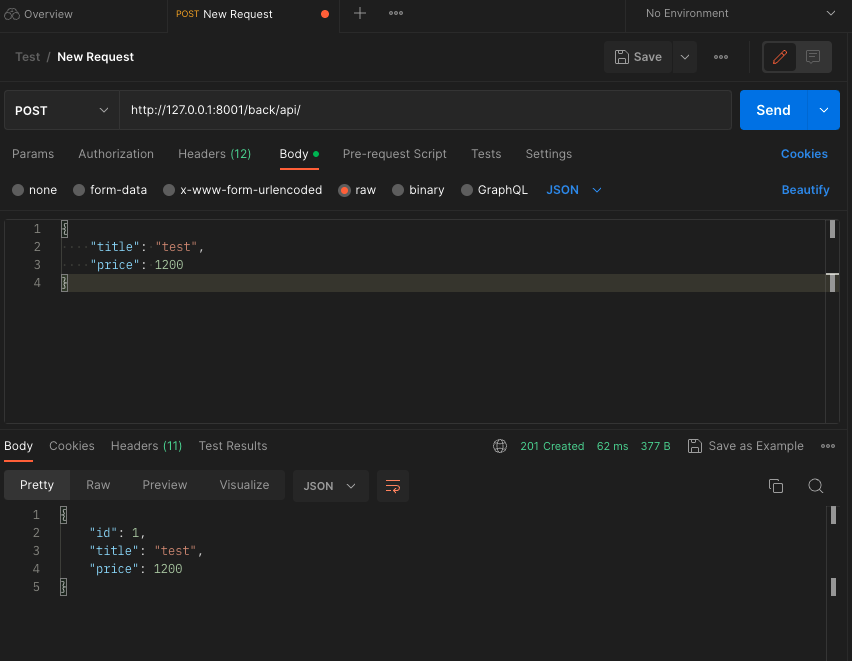 Overview
POST New Request
No Environment
Test / New Request
Save
POST
http://127.0.0.1:8001/back/api/
Send
Params
Authorization
Headers (12)
Body
Pre-request Script
Tests
Settings
Cookies
none
form-data
x-www-form-urlencoded
raw
binary
GraphQL
JSON
Beautify
1 {
2 "title": "test",
3 "price": 1200
4 }
Body
Cookies
Headers (11)
Test Results
201 Created
62 ms
377 B
Save as Example
Pretty
Raw
Preview
Visualize
JSON
1 {
2 "id": 1,
3 "title": "test",
4 "price": 1200
5 }